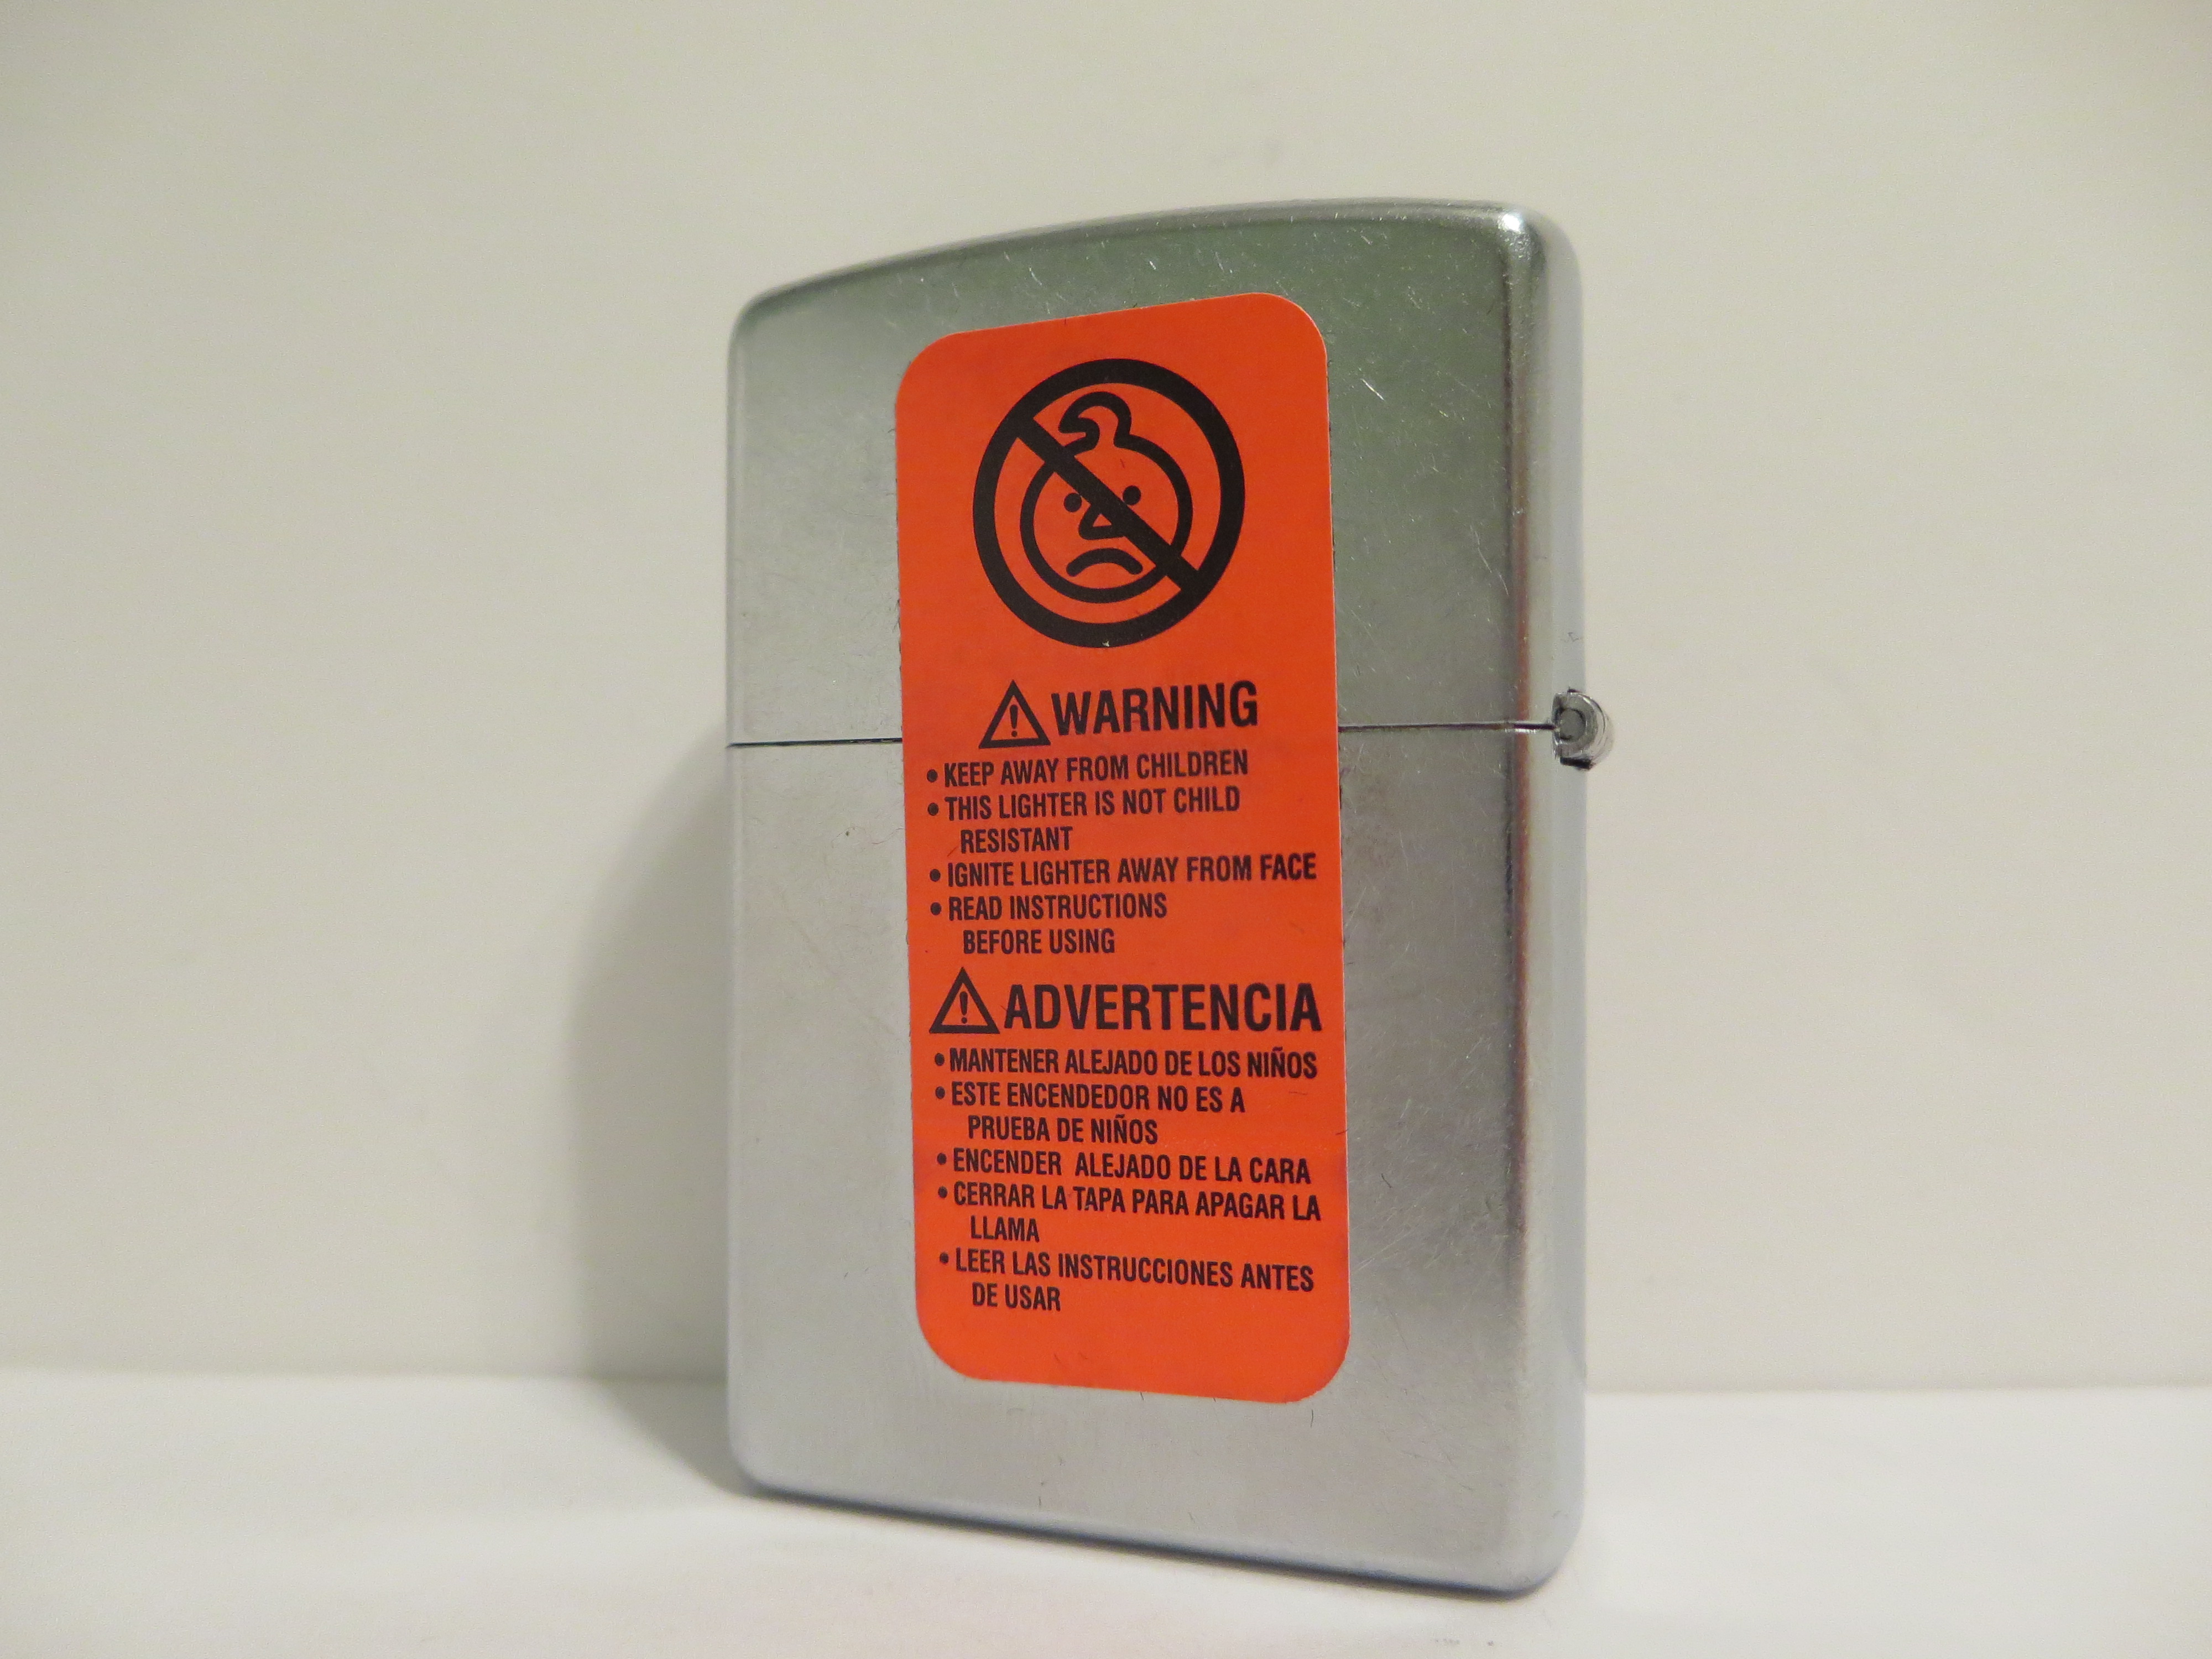 WARNING
• KEEP AWAY FROM CHILDREN
• THIS LIGHTER IS NOT CHILD
RESISTANT
• IGNITE LIGHTER AWAY FROM FACE
• READ INSTRUCTIONS
BEFORE USING
ADVERTENCIA
• MANTENER ALEJADO DE LOS NIÑOS
• ESTE ENCENDEDOR NO ES A
PRUEBA DE NIÑOS
• ENCENDER ALEJADO DE LA CARA
• CERRAR LA TAPA PARA APAGAR LA
LLAMA
• LEER LAS INSTRUCCIONES ANTES
DE USAR